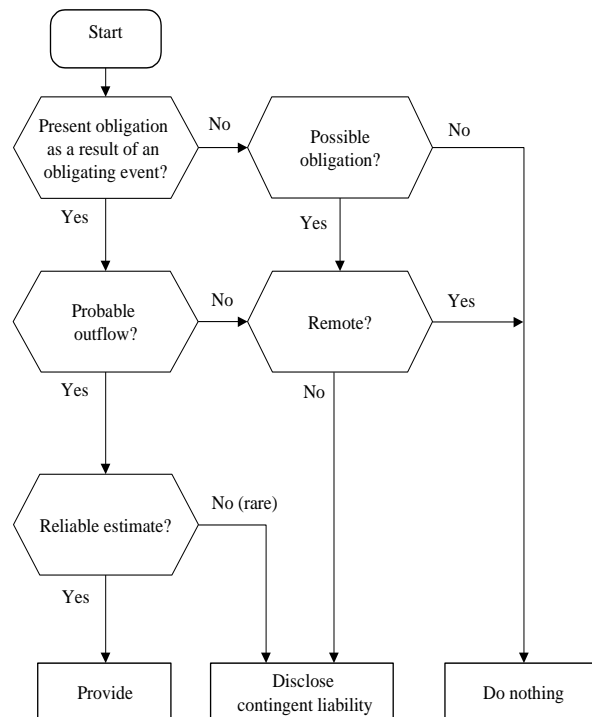 Start
Present obligation
as a result of an
obligating event?
No
Possible
obligation?
No
Yes
Yes
Probable
outflow?
No
Remote?
Yes
Yes
No
Reliable estimate?
No (rare)
Yes
Provide
Disclose
contingent liability
Do nothing